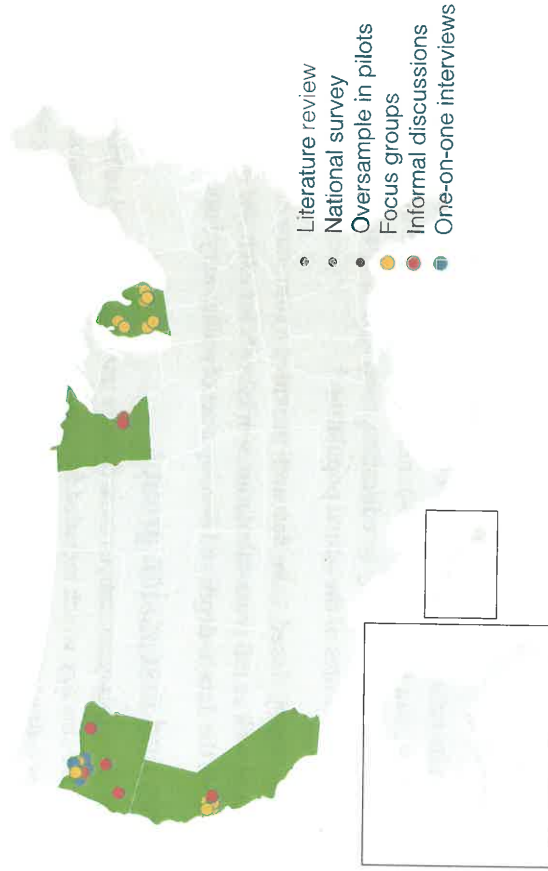 Literature review
National survey
Oversample in pilots
Focus groups
Informal discussions
One-on-one interviews